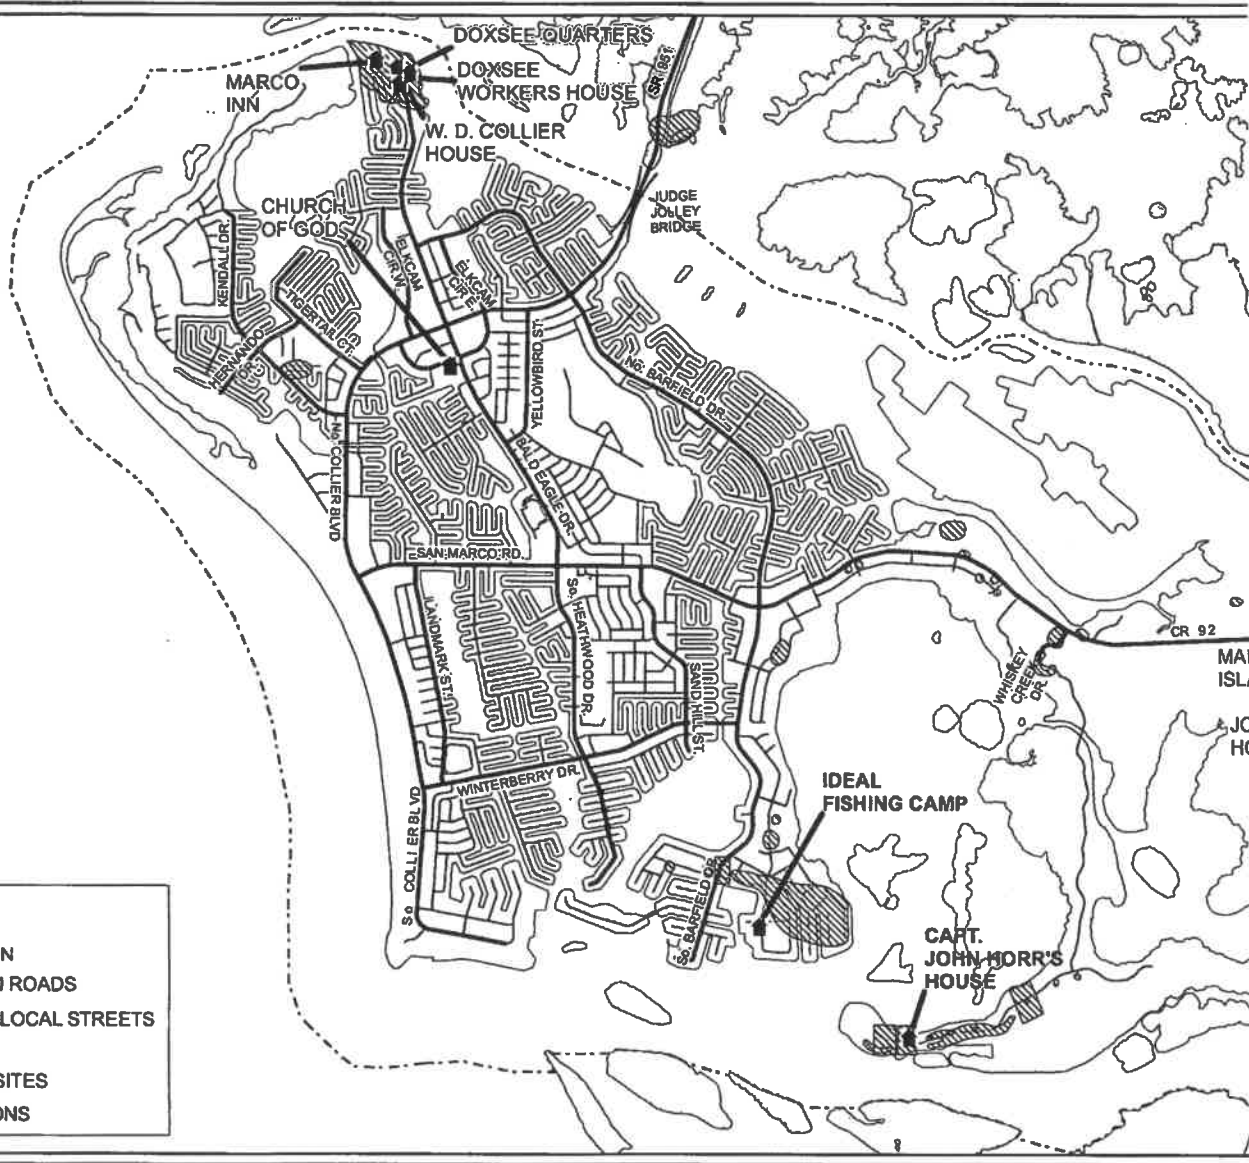 DOXSEE QUARTERS
MARCO
INN
DOXSEE
WORKERS HOUSE
W. D. COLLIER
HOUSE
SR 951
JUDGE
JOLLEY
BRIDGE
CHURCH
OF GOD
KENDALL DR.
ELKCAM
CIR. W.
ELKCAM
CIR E.
TIGERTAIL CT.
HERNANDO
DR.
YELLOWBIRD ST.
No. BARFIELD DR.
No. COLLIER BLVD
BALD EAGLE DR.
SAN MARCO RD.
LANDMARK ST.
So. HEATHWOOD DR.
SAND HILL ST.
WINTERBERRY DR.
So COLLIER BLVD
CR 92
WHISKEY
CREEK
DR.
IDEAL
FISHING CAMP
So. BARFIELD DR.
CAPT.
JOHN HORR'S
HOUSE
ROADS
LOCAL STREETS
SITES